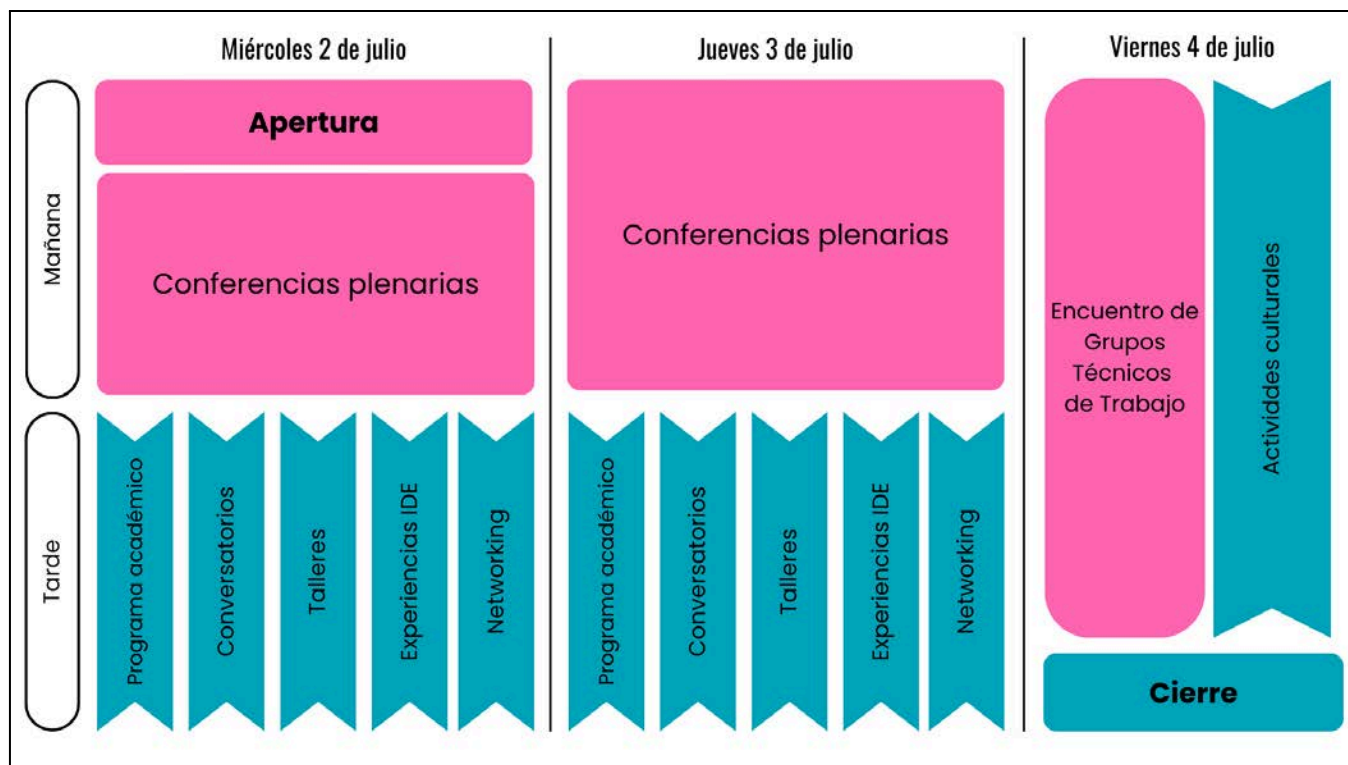 Miércoles 2 de julio
Jueves 3 de julio
Viernes 4 de julio
Mañana
Apertura
Conferencias plenarias
Conferencias plenarias
Encuentro de
Grupos
Técnicos
de Trabajo
Actividdes culturales
Tarde
Programa académico
Conversatorios
Talleres
Experiencias IDE
Networking
Programa académico
Conversatorios
Talleres
Experiencias IDE
Networking
Cierre